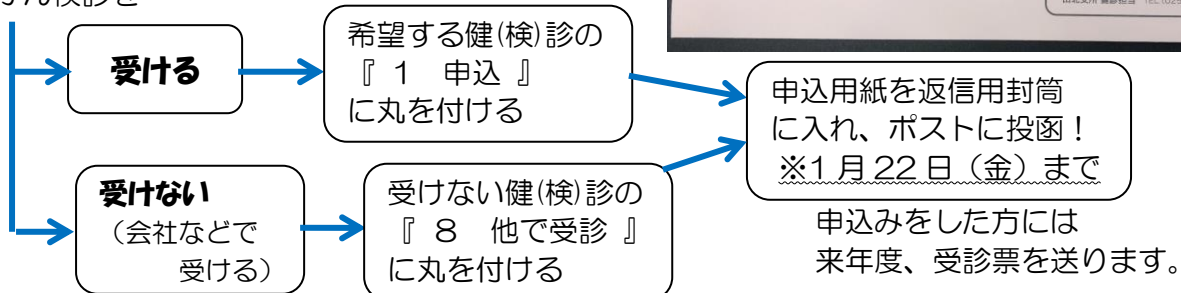 受ける
希望する健(検)診の
『 1 申込 』
に丸を付ける
受けない
(会社などで
受ける)
受けない健(検)診の
『 8 他で受診 』
に丸を付ける
申込用紙を返信用封筒
に入れ、ポストに投函!
※1月22日(金)まで
申込みをした方には
来年度、受診票を送ります。